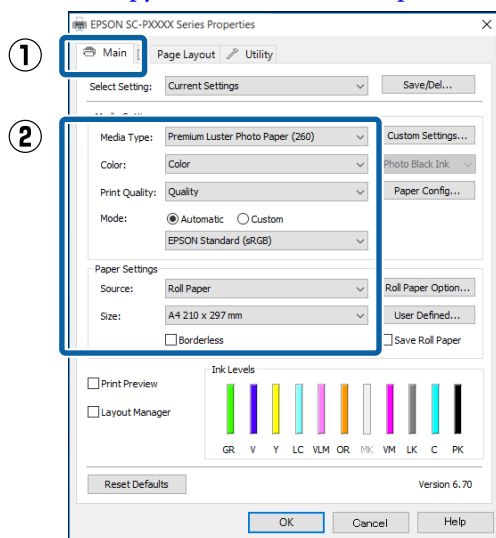 EPSON SC-PXXXX Series Properties
① Main Page Layout Utility
Select Setting: Current Settings Save/Del...
② Media Type: Premium Luster Photo Paper (260) Custom Settings...
Color: Color Photo Black Ink
Print Quality: Quality Paper Config...
Mode: Automatic Custom
EPSON Standard (sRGB)
Paper Settings
Source: Roll Paper Roll Paper Option...
Size: A4 210 x 297 mm User Defined...
Borderless Save Roll Paper
Print Preview
Layout Manager
Ink Levels
GR V Y LC VLM OR MK VM LK C PK
Reset Defaults Version 6.70
OK Cancel Help